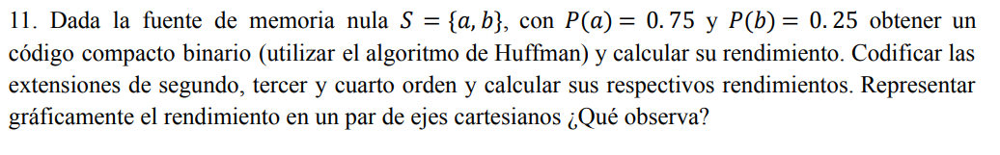 11. Dada la fuente de memoria nula S = {a, b}, con P(a) = 0.75 y P(b) = 0.25 obtener un
código compacto binario (utilizar el algoritmo de Huffman) y calcular su rendimiento. Codificar las
extensiones de segundo, tercer y cuarto orden y calcular sus respectivos rendimientos. Representar
gráficamente el rendimiento en un par de ejes cartesianos ¿Qué observa?